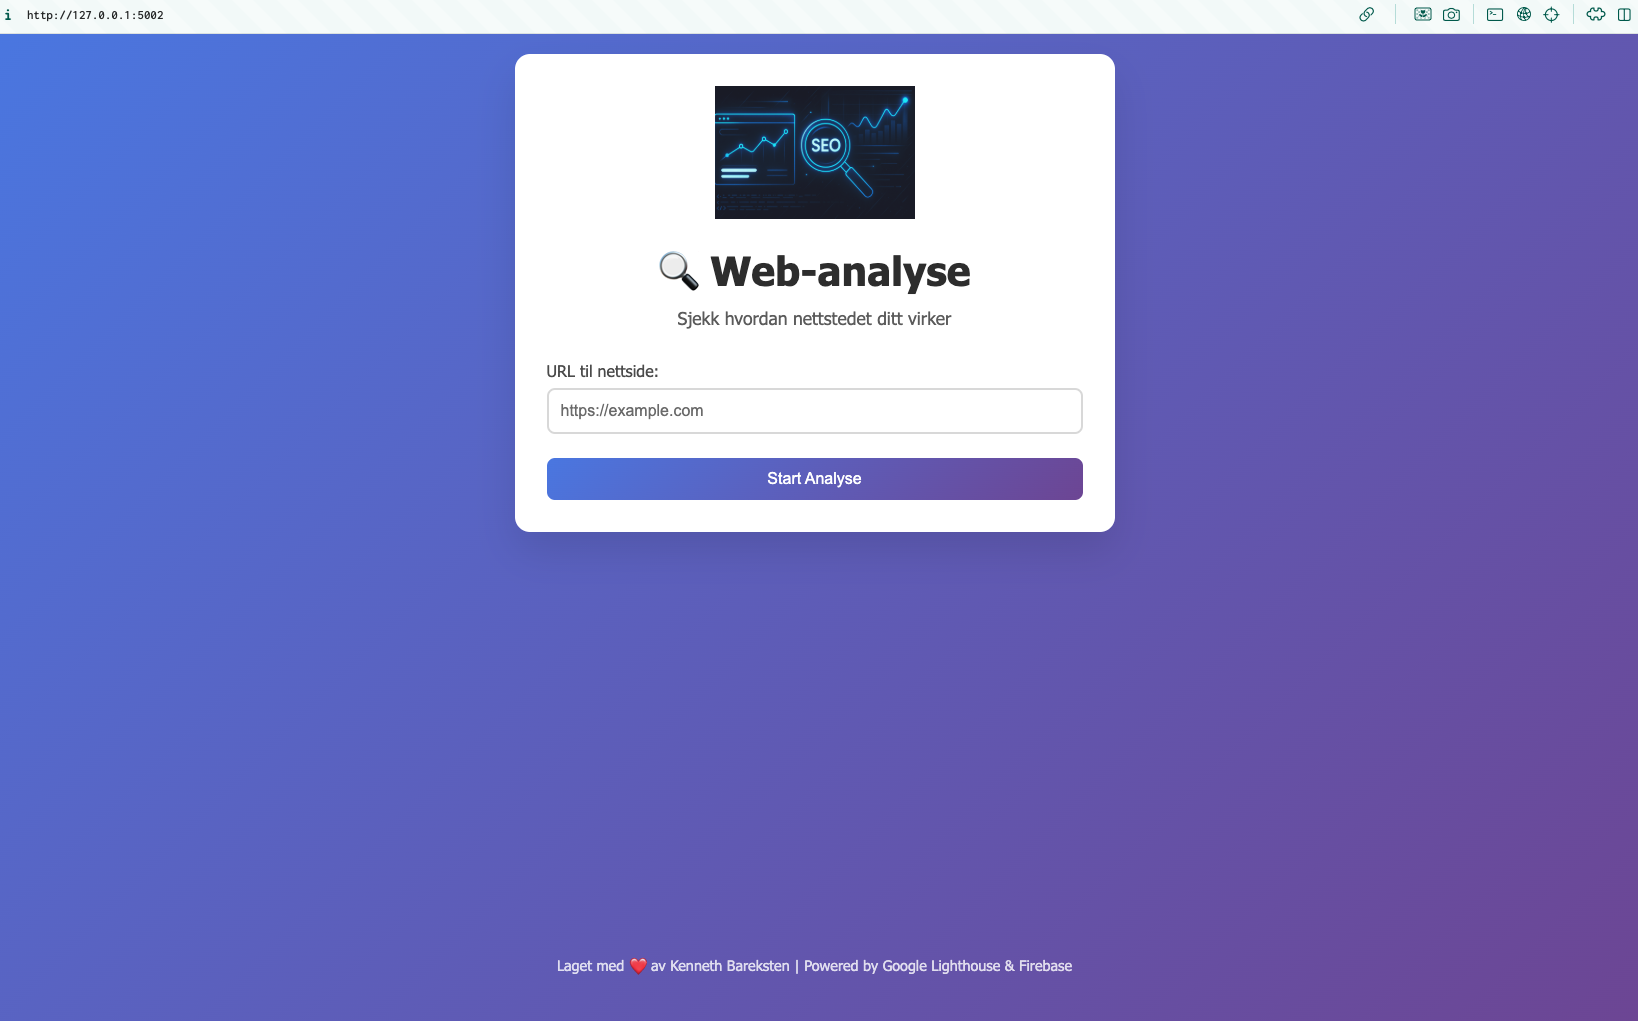 http://127.0.0.1:5002
SEO
🔍 Web-analyse
Sjekk hvordan nettstedet ditt virker
URL til nettside:
https://example.com
Start Analyse
Laget med ❤️ av Kenneth Bareksten | Powered by Google Lighthouse & Firebase